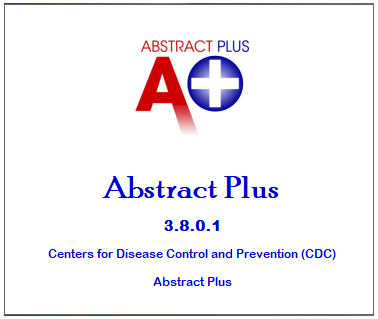 ABSTRACT PLUS
A+
Abstract Plus
3.8.0.1
Centers for Disease Control and Prevention (CDC)
Abstract Plus